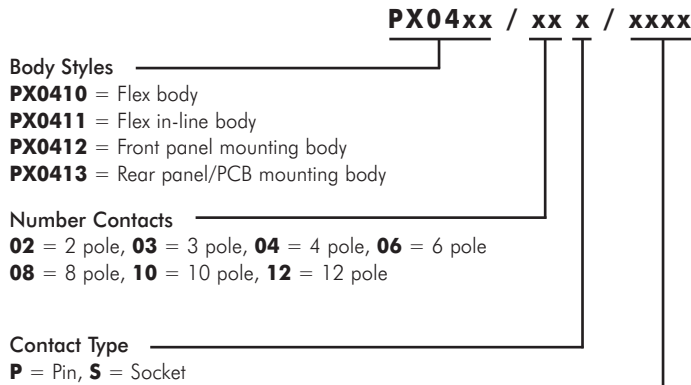 PX04xx / xx x / xxxx
Body Styles
PX0410 = Flex body
PX0411 = Flex in-line body
PX0412 = Front panel mounting body
PX0413 = Rear panel/PCB mounting body
Number Contacts
02 = 2 pole, 03 = 3 pole, 04 = 4 pole, 06 = 6 pole
08 = 8 pole, 10 = 10 pole, 12 = 12 pole
Contact Type
P = Pin, S = Socket